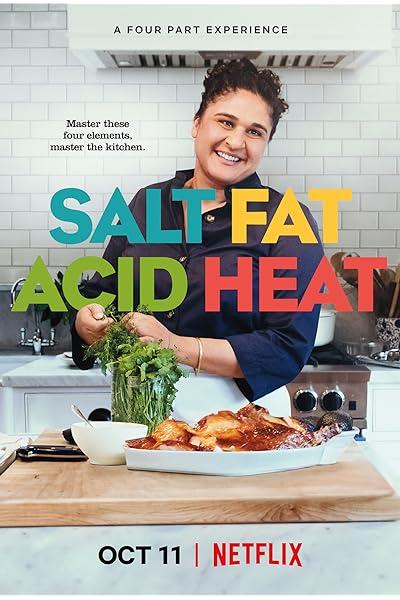 A FOUR PART EXPERIENCE
Master these
four elements,
master the kitchen.
SALT FAT
ACID HEAT
OCT 11 | NETFLIX